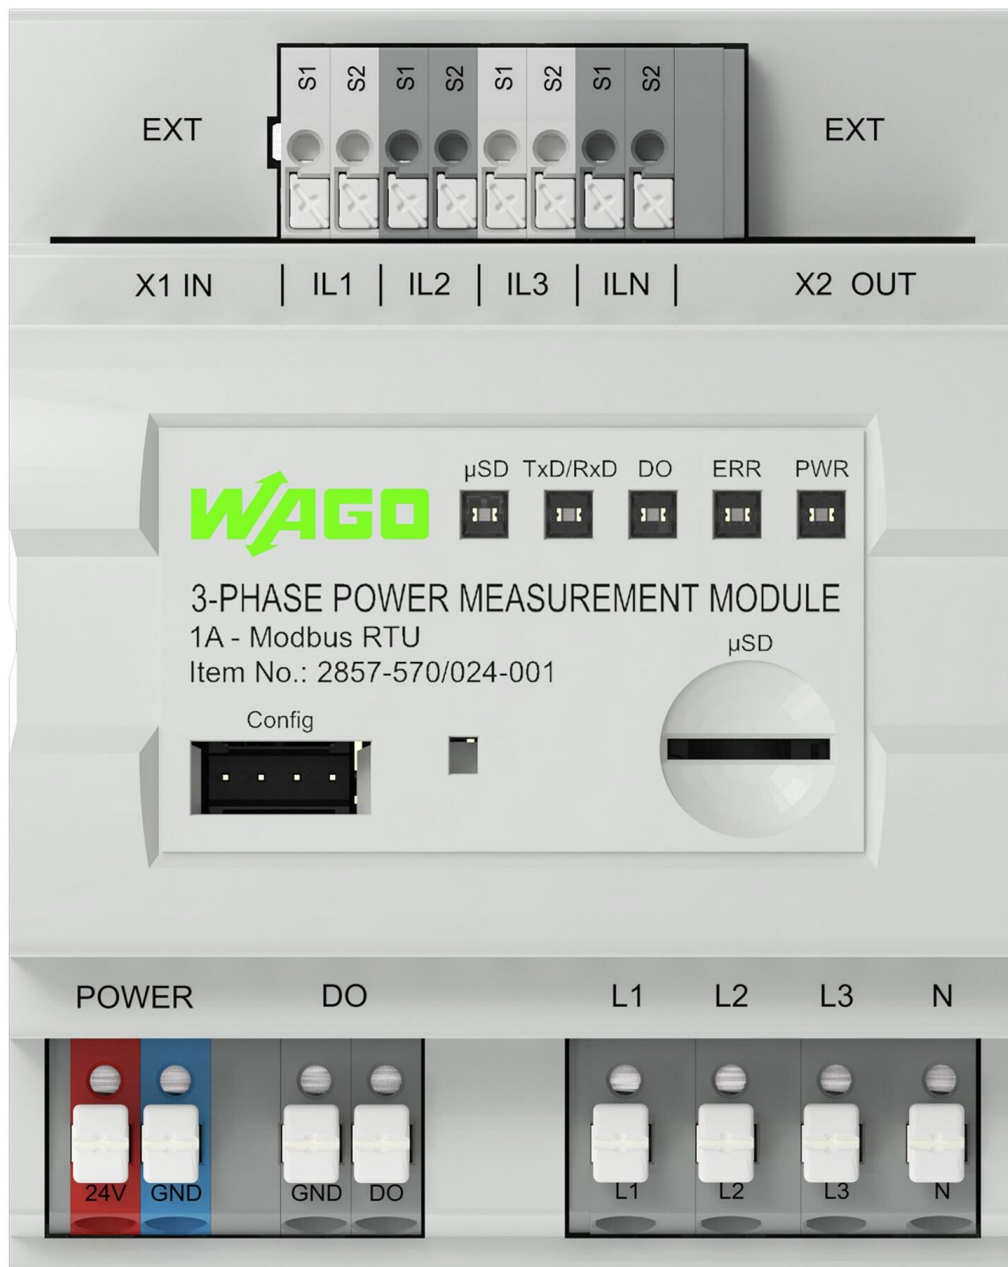 S1 S2 S1 S2 S1 S2 S1 S2
EXT EXT
X1 IN | IL1 | IL2 | IL3 | ILN | X2 OUT
µSD TxD/RxD DO ERR PWR
WAGO
3-PHASE POWER MEASUREMENT MODULE
1A - Modbus RTU
µSD
Item No.: 2857-570/024-001
Config
POWER DO L1 L2 L3 N
24V GND GND DO L1 L2 L3 N